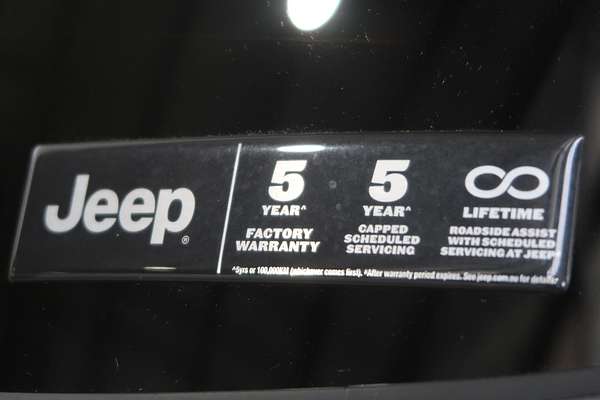 Jeep®
5 YEAR^
FACTORY
WARRANTY
5 YEAR^
CAPPED
SCHEDULED
SERVICING
∞
LIFETIME
ROADSIDE ASSIST
WITH SCHEDULED
SERVICING AT JEEP
^5yrs or 100,000KM (whichever comes first). #After warranty period expires. See jeep.com.au for details